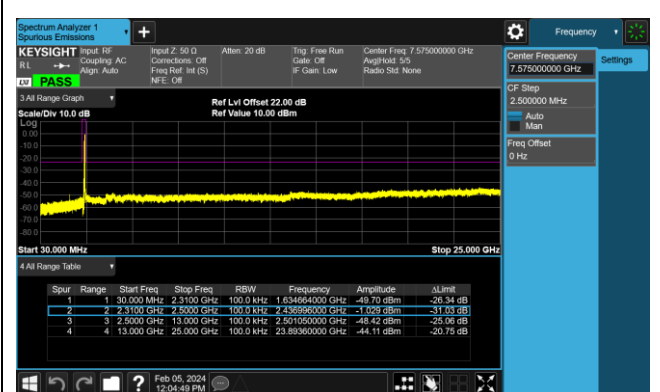 Spectrum Analyzer 1
Spurious Emissions
Frequency
KEYSIGHT Input: RF Input Z: 50 Ω Atten: 20 dB Trig: Free Run Center Freq: 7.575000000 GHz
RL Coupling: AC Corrections: Off Gate: Off Avg|Hold: 5/5
Align: Auto Freq Ref: Int (S) IF Gain: Low Radio Std: None
LXI PASS NFE: Off
Center Frequency
7.575000000 GHz
Settings
CF Step
2.500000 MHz
Auto
Man
Freq Offset
0 Hz
3 All Range Graph
Ref Lvl Offset 22.00 dB
Scale/Div 10.0 dB Ref Value 10.00 dBm
Log
0.00
-10.0
-20.0
-30.0
-40.0
-50.0
-60.0
-70.0
-80.0
Start 30.000 MHz Stop 25.000 GHz
4 All Range Table
Spur Range Start Freq Stop Freq RBW Frequency Amplitude ΔLimit
1 1 30.000 MHz 2.3100 GHz 100.0 kHz 1.634664000 GHz -49.70 dBm -26.34 dB
2 2 2.3100 GHz 2.5000 GHz 100.0 kHz 2.436996000 GHz -1.029 dBm -31.03 dB
3 3 2.5000 GHz 13.000 GHz 100.0 kHz 2.501050000 GHz -48.42 dBm -25.06 dB
4 4 13.000 GHz 25.000 GHz 100.0 kHz 23.89360000 GHz -44.11 dBm -20.75 dB
Feb 05, 2024
12:04:49 PM